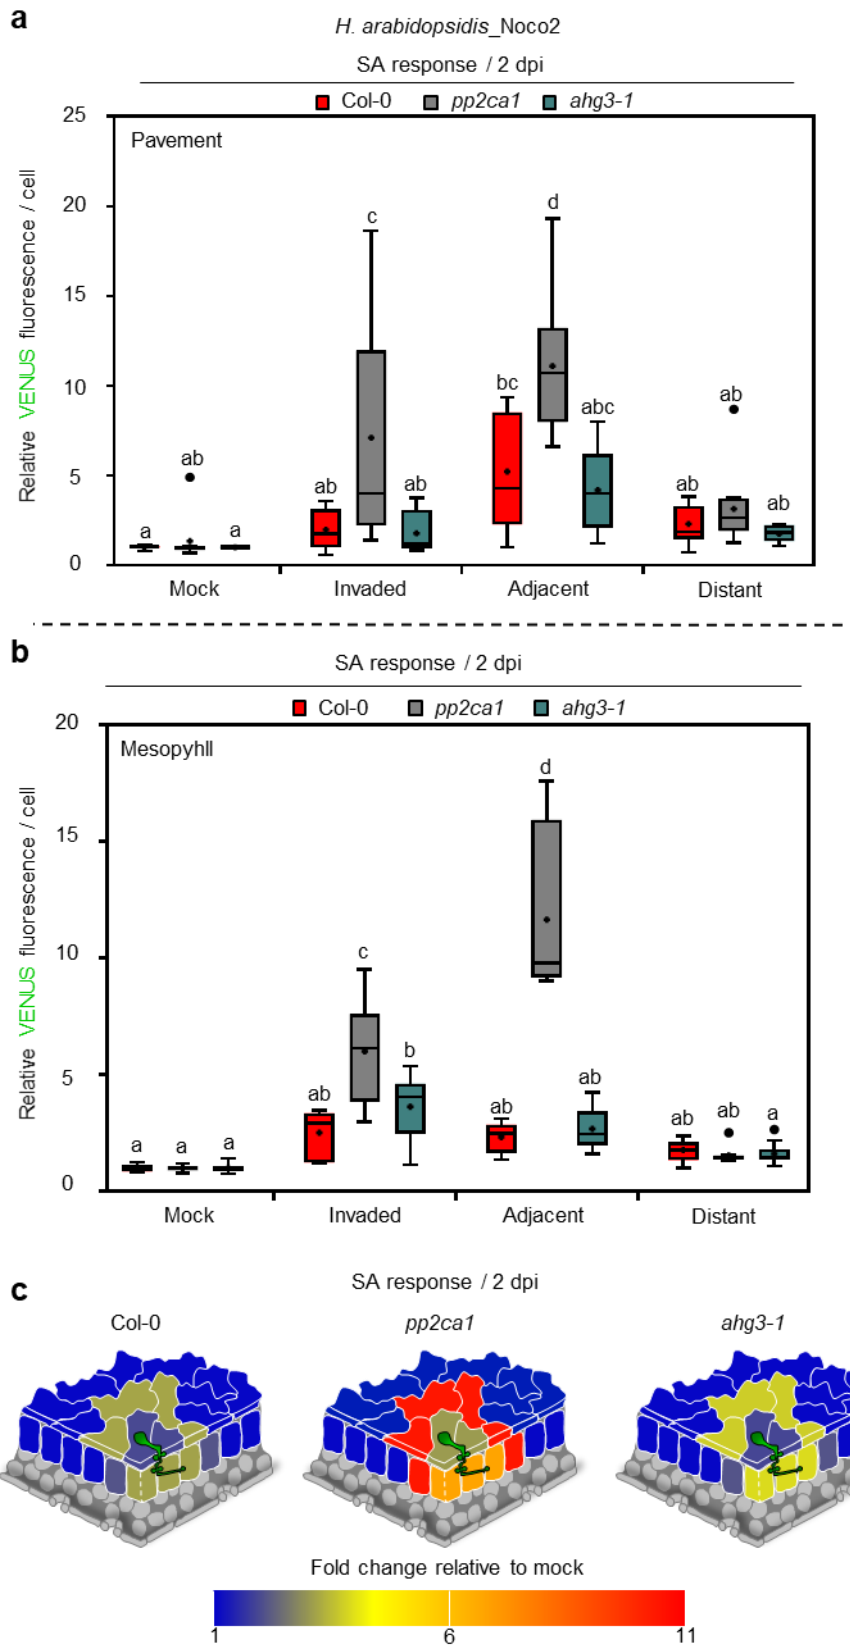 a
H. arabidopsidis_Noco2
SA response / 2 dpi
Col-0 pp2ca1 ahg3-1
Pavement
Relative VENUS fluorescence / cell
25
20
15
10
5
0
a ab a
ab c ab
bc d abc
ab ab ab
Mock Invaded Adjacent Distant
b
SA response / 2 dpi
Col-0 pp2ca1 ahg3-1
Mesopyhll
Relative VENUS fluorescence / cell
20
15
10
5
0
a a a
ab c b
ab d ab
ab ab a
Mock Invaded Adjacent Distant
c
SA response / 2 dpi
Col-0 pp2ca1 ahg3-1
Fold change relative to mock
1 6 11